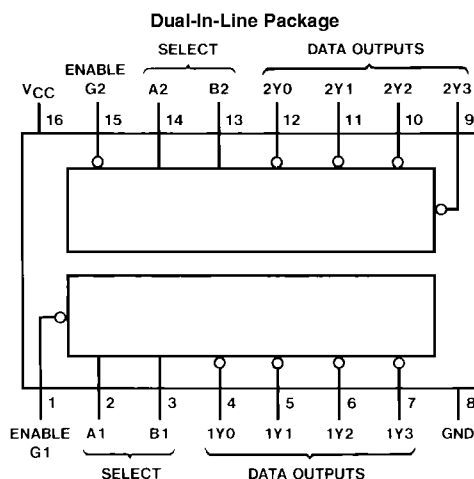 Dual-In-Line Package
SELECT DATA OUTPUTS
ENABLE
VCC G2 A2 B2 2Y0 2Y1 2Y2 2Y3
16 15 14 13 12 11 10 9
1 2 3 4 5 6 7 8
ENABLE A1 B1 1Y0 1Y1 1Y2 1Y3 GND
G1
SELECT DATA OUTPUTS